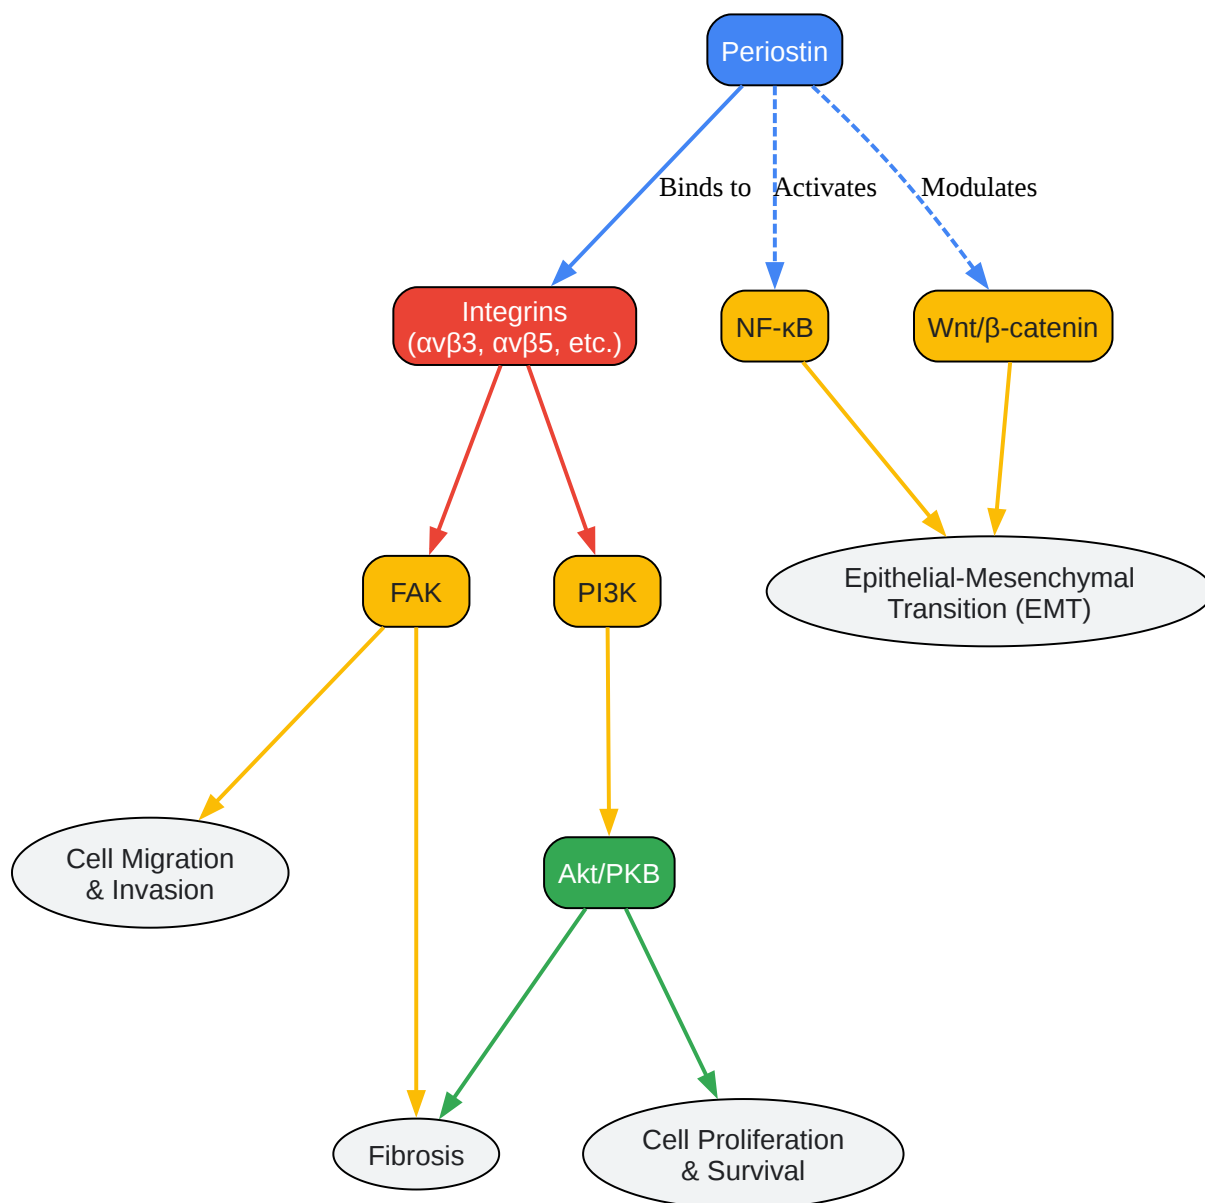 Periostin
Binds to
Activates
Modulates
Integrins
(αvβ3, αvβ5, etc.)
NF-κB
Wnt/β-catenin
FAK
PI3K
Epithelial-Mesenchymal
Transition (EMT)
Cell Migration
& Invasion
Akt/PKB
Fibrosis
Cell Proliferation
& Survival